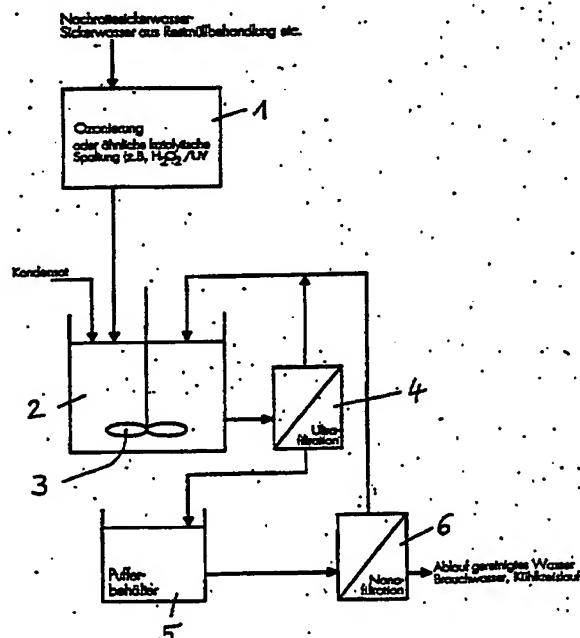 Nachrottesickerwasser
Sickerwasser aus Restmüllbehandlung etc.
1
Ozonierung
oder ähnliche katalytische
Spaltung (z.B. H2O2/UV
Kondensat
2
3
4
Ultra-
filtration
6
Puffer-
behälter
5
Nano-
filtration
Ablauf gereinigtes Wasser
Brauchwasser, Kühlkreislauf